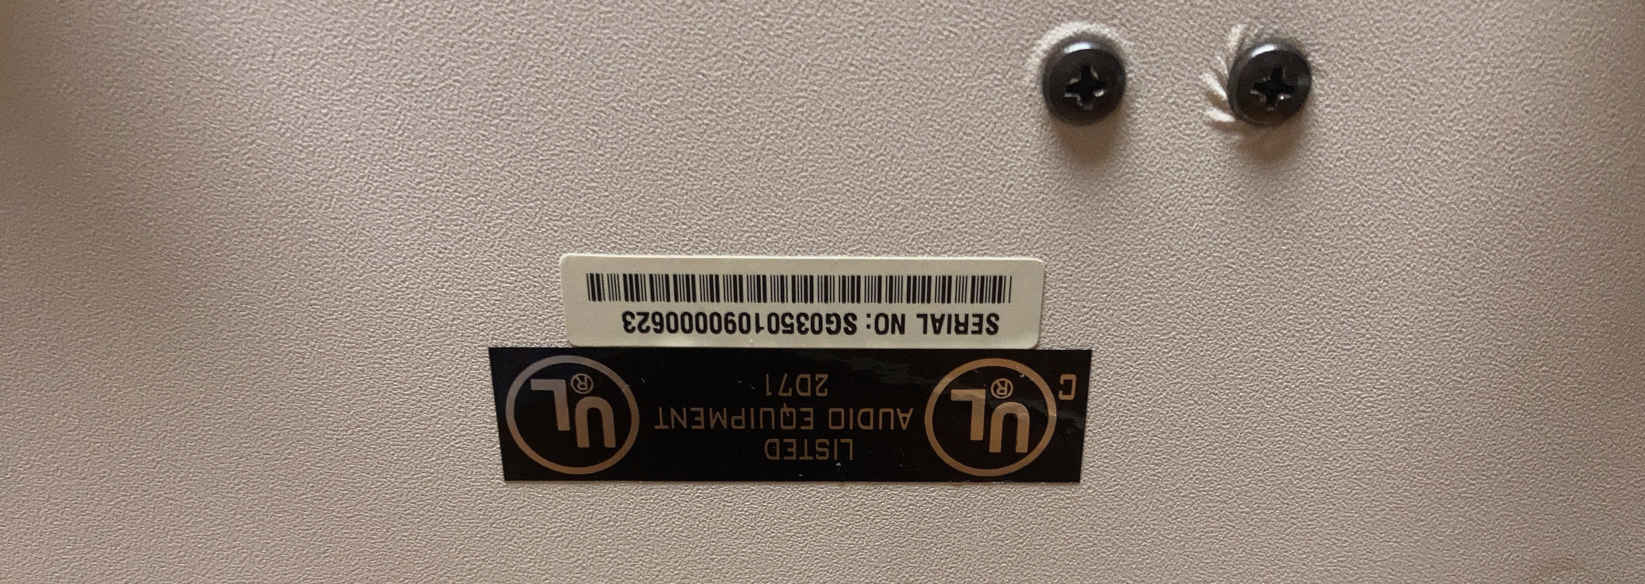 LISTED
UL® AUDIO EQUIPMENT UL®
C 2D71
SERIAL NO: SG03501090000623